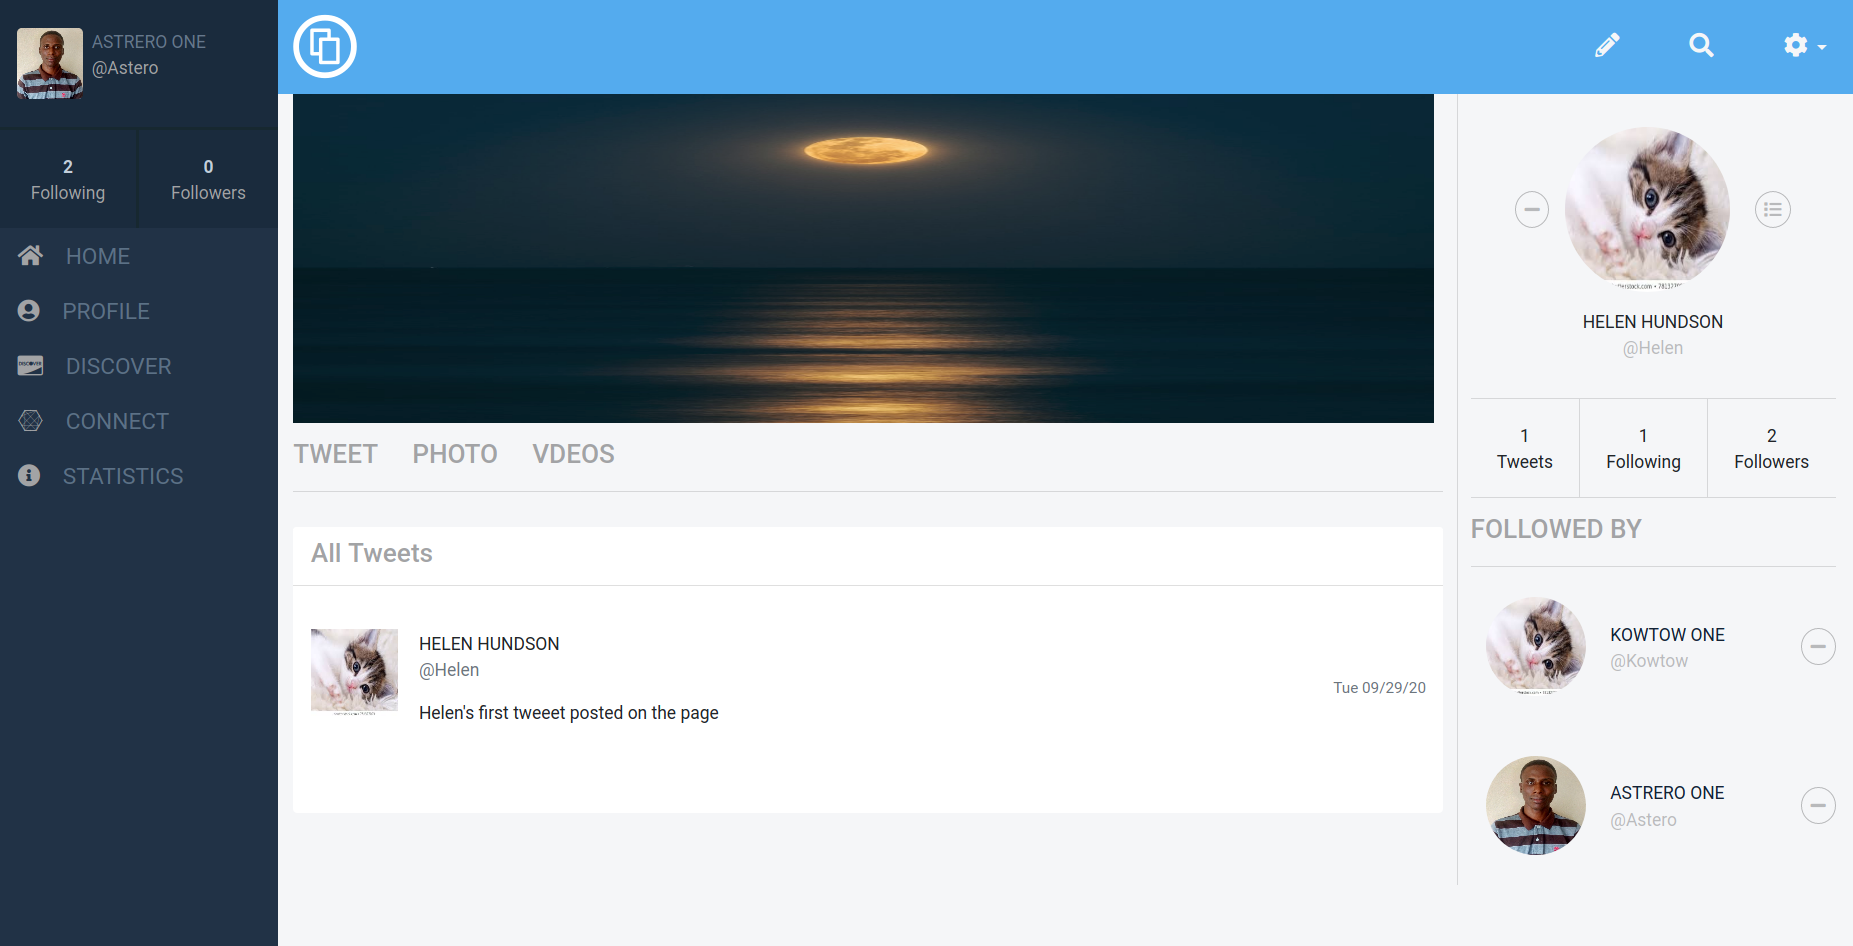 ASTRERO ONE
@Astero
2
Following
0
Followers
HOME
PROFILE
DISCOVER
DISCOVER
CONNECT
STATISTICS
TWEET
PHOTO
VDEOS
All Tweets
HELEN HUNDSON
@Helen
Tue 09/29/20
Helen's first tweeet posted on the page
HELEN HUNDSON
@Helen
1
Tweets
1
Following
2
Followers
FOLLOWED BY
KOWTOW ONE
@Kowtow
ASTRERO ONE
@Astero